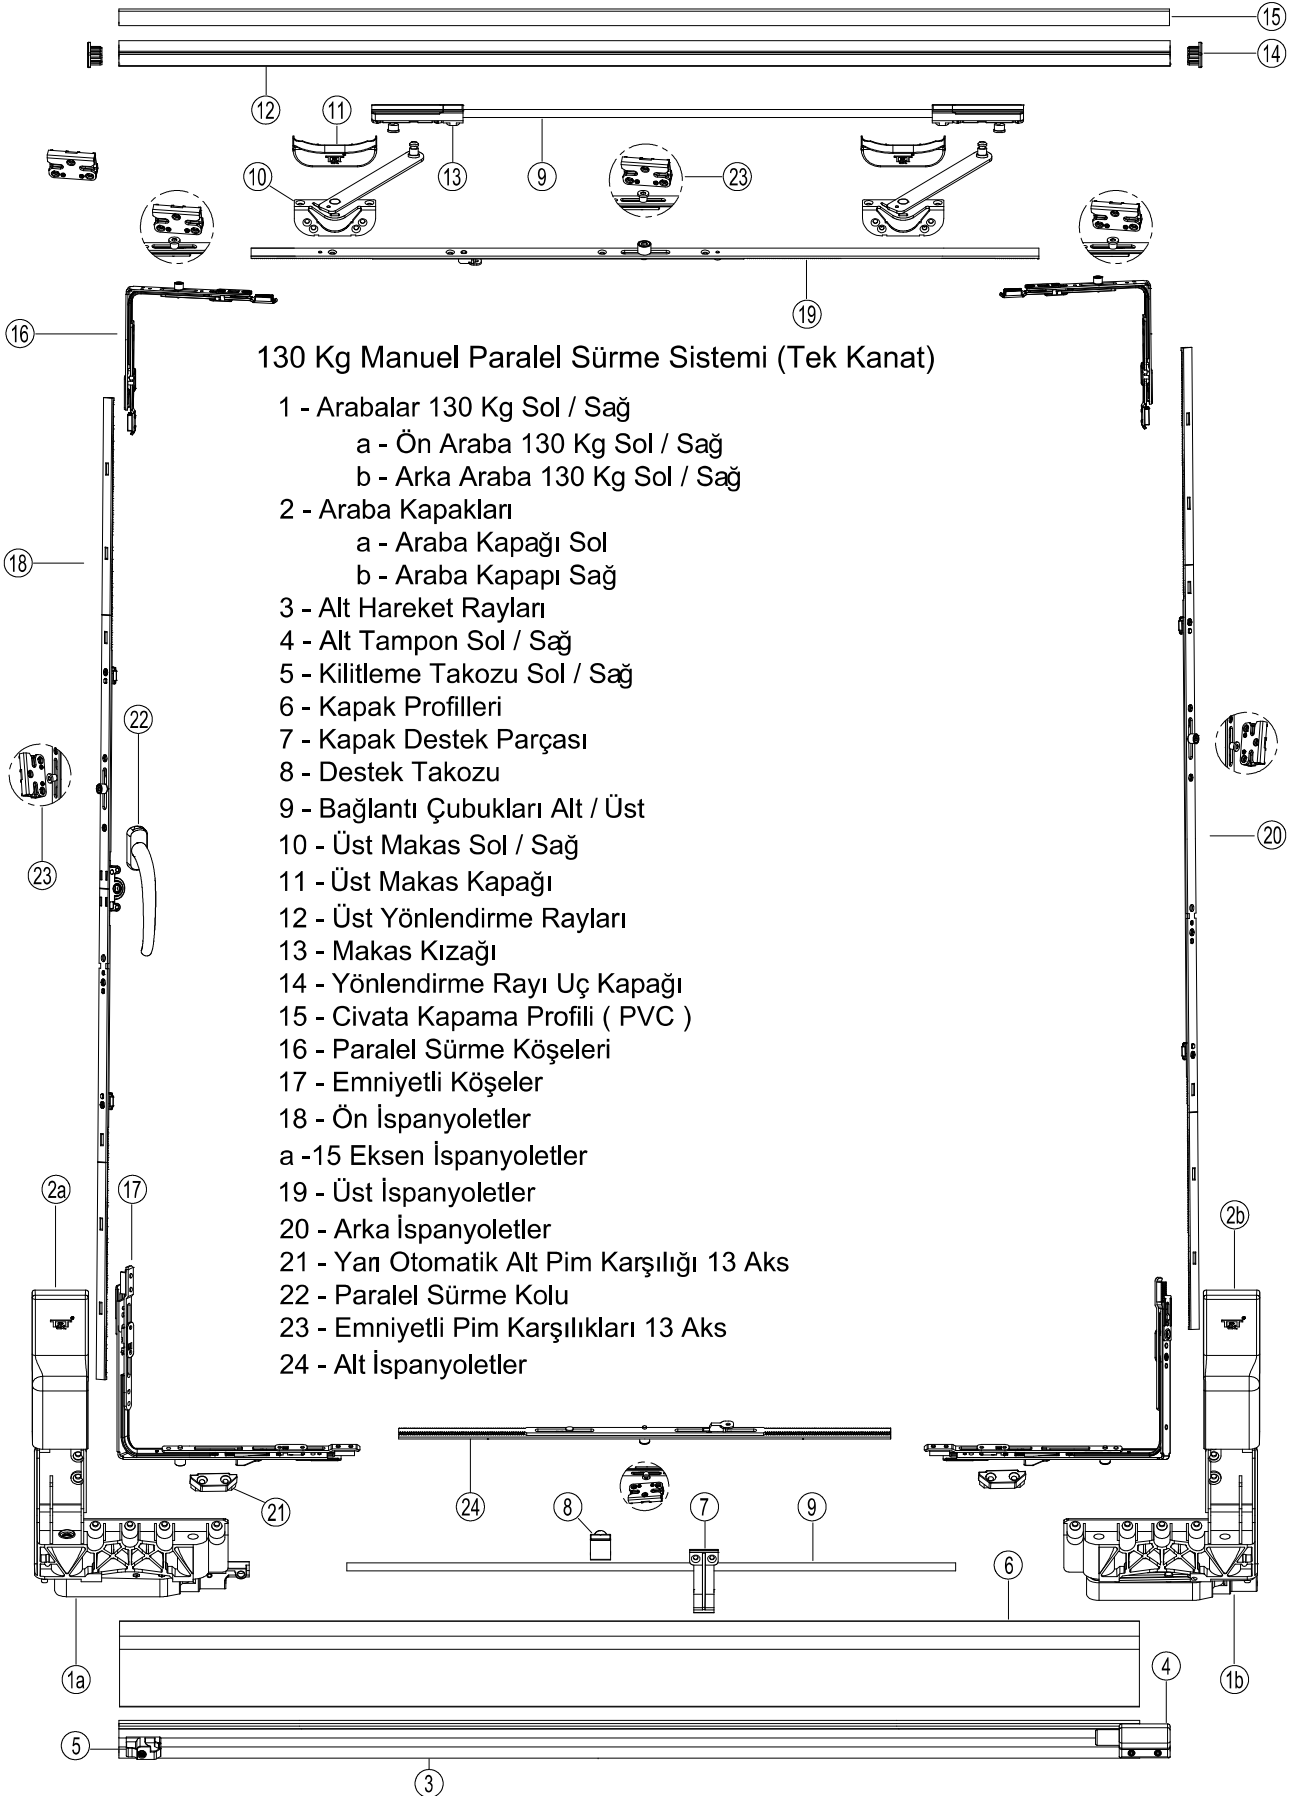 15
14
12
11
13
9
10
23
19
16
130 Kg Manuel Paralel Sürme Sistemi (Tek Kanat)
1 - Arabalar 130 Kg Sol / Sağ
a - Ön Araba 130 Kg Sol / Sağ
b - Arka Araba 130 Kg Sol / Sağ
2 - Araba Kapakları
a - Araba Kapağı Sol
b - Araba Kapapı Sağ
3 - Alt Hareket Rayları
4 - Alt Tampon Sol / Sağ
5 - Kilitleme Takozu Sol / Sağ
6 - Kapak Profilleri
7 - Kapak Destek Parçası
8 - Destek Takozu
9 - Bağlantı Çubukları Alt / Üst
10 - Üst Makas Sol / Sağ
11 - Üst Makas Kapağı
12 - Üst Yönlendirme Rayları
13 - Makas Kızağı
14 - Yönlendirme Rayı Uç Kapağı
15 - Civata Kapama Profili ( PVC )
16 - Paralel Sürme Köşeleri
17 - Emniyetli Köşeler
18 - Ön İspanyoletler
a -15 Eksen İspanyoletler
19 - Üst İspanyoletler
20 - Arka İspanyoletler
21 - Yarı Otomatik Alt Pim Karşılığı 13 Aks
22 - Paralel Sürme Kolu
23 - Emniyetli Pim Karşılıkları 13 Aks
24 - Alt İspanyoletler
18
22
23
20
2a
17
2b
21
24
8
7
9
6
1a
4
1b
5
3